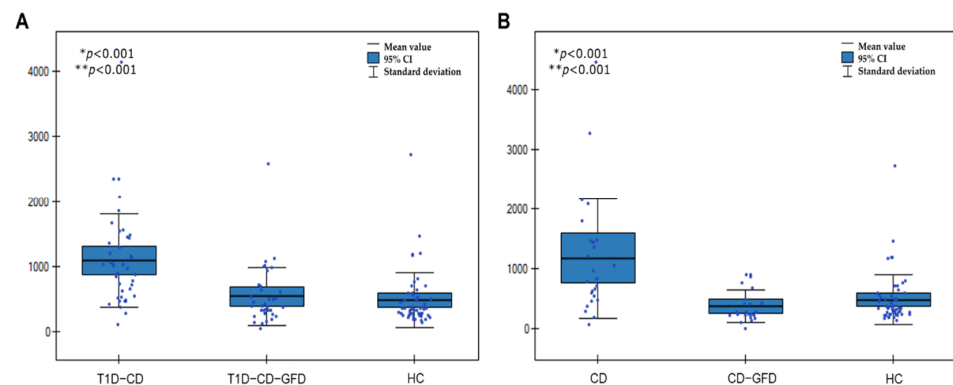 A
*p<0.001
**p<0.001
Mean value
95% CI
Standard deviation
4000
3000
2000
1000
0
T1D-CD T1D-CD-GFD HC
B
*p<0.001
**p<0.001
Mean value
95% CI
Standard deviation
4000
3000
2000
1000
0
CD CD-GFD HC